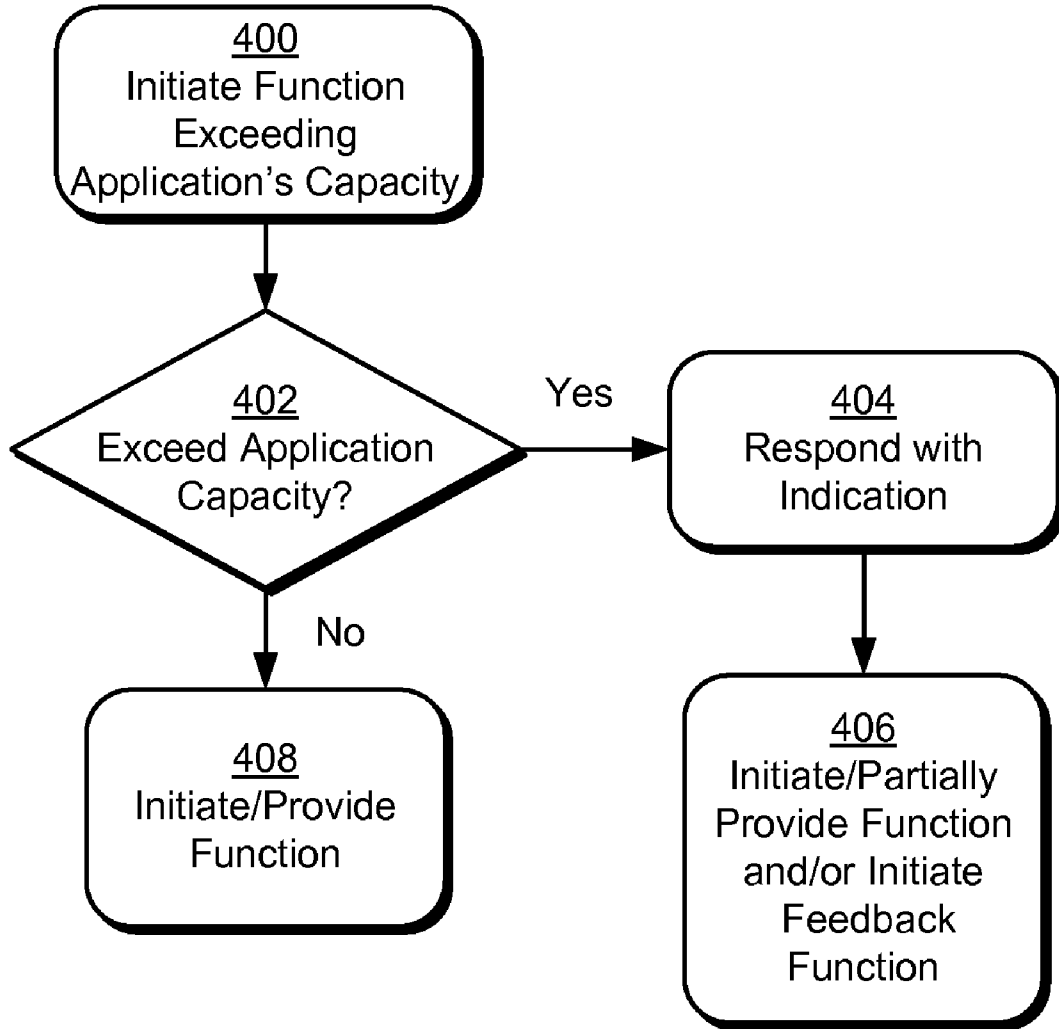 400
Initiate Function
Exceeding
Application's Capacity
402
Exceed Application
Capacity?
Yes
404
Respond with
Indication
No
408
Initiate/Provide
Function
406
Initiate/Partially
Provide Function
and/or Initiate
Feedback
Function